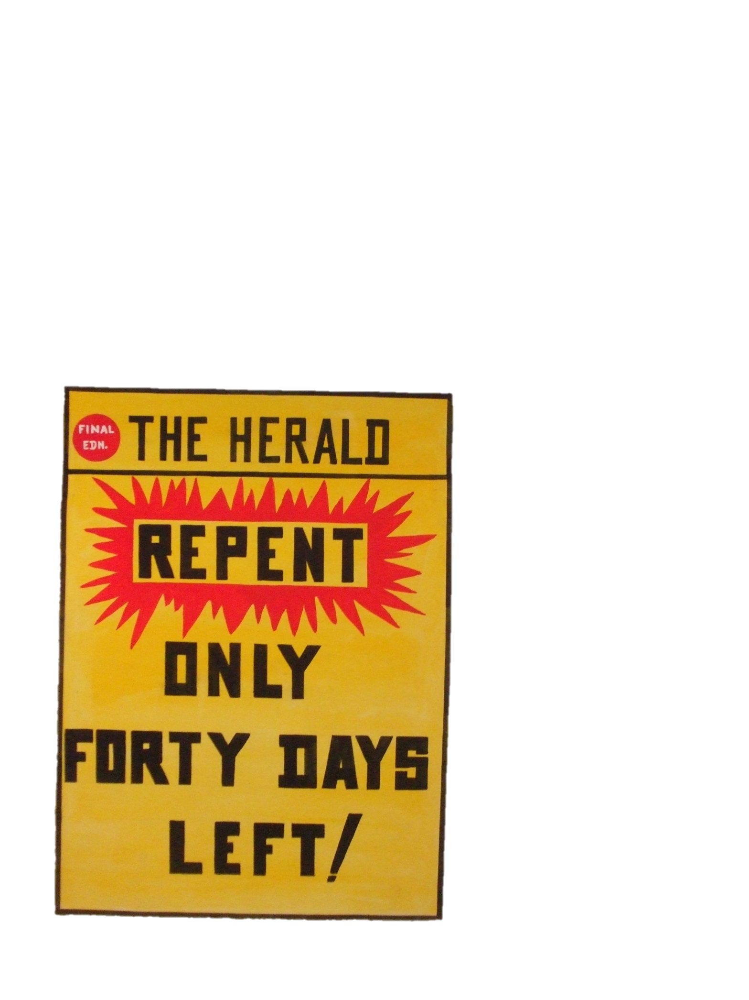 FINAL
EDN.
THE HERALD
REPENT
ONLY
FORTY DAYS
LEFT!